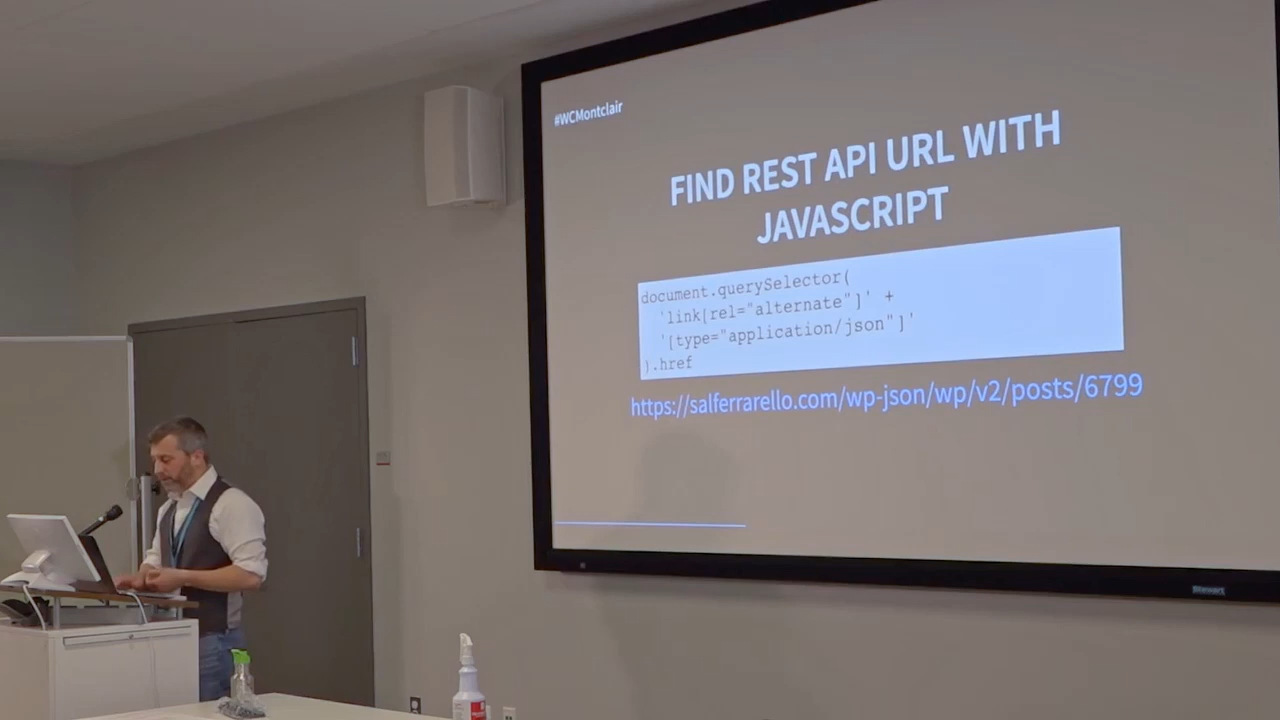 #WCMontclair
FIND REST API URL WITH
JAVASCRIPT
document.querySelector(
'link[rel="alternate"]' +
'[type="application/json"]'
).href
https://salferrarello.com/wp-json/wp/v2/posts/6799
Stewart